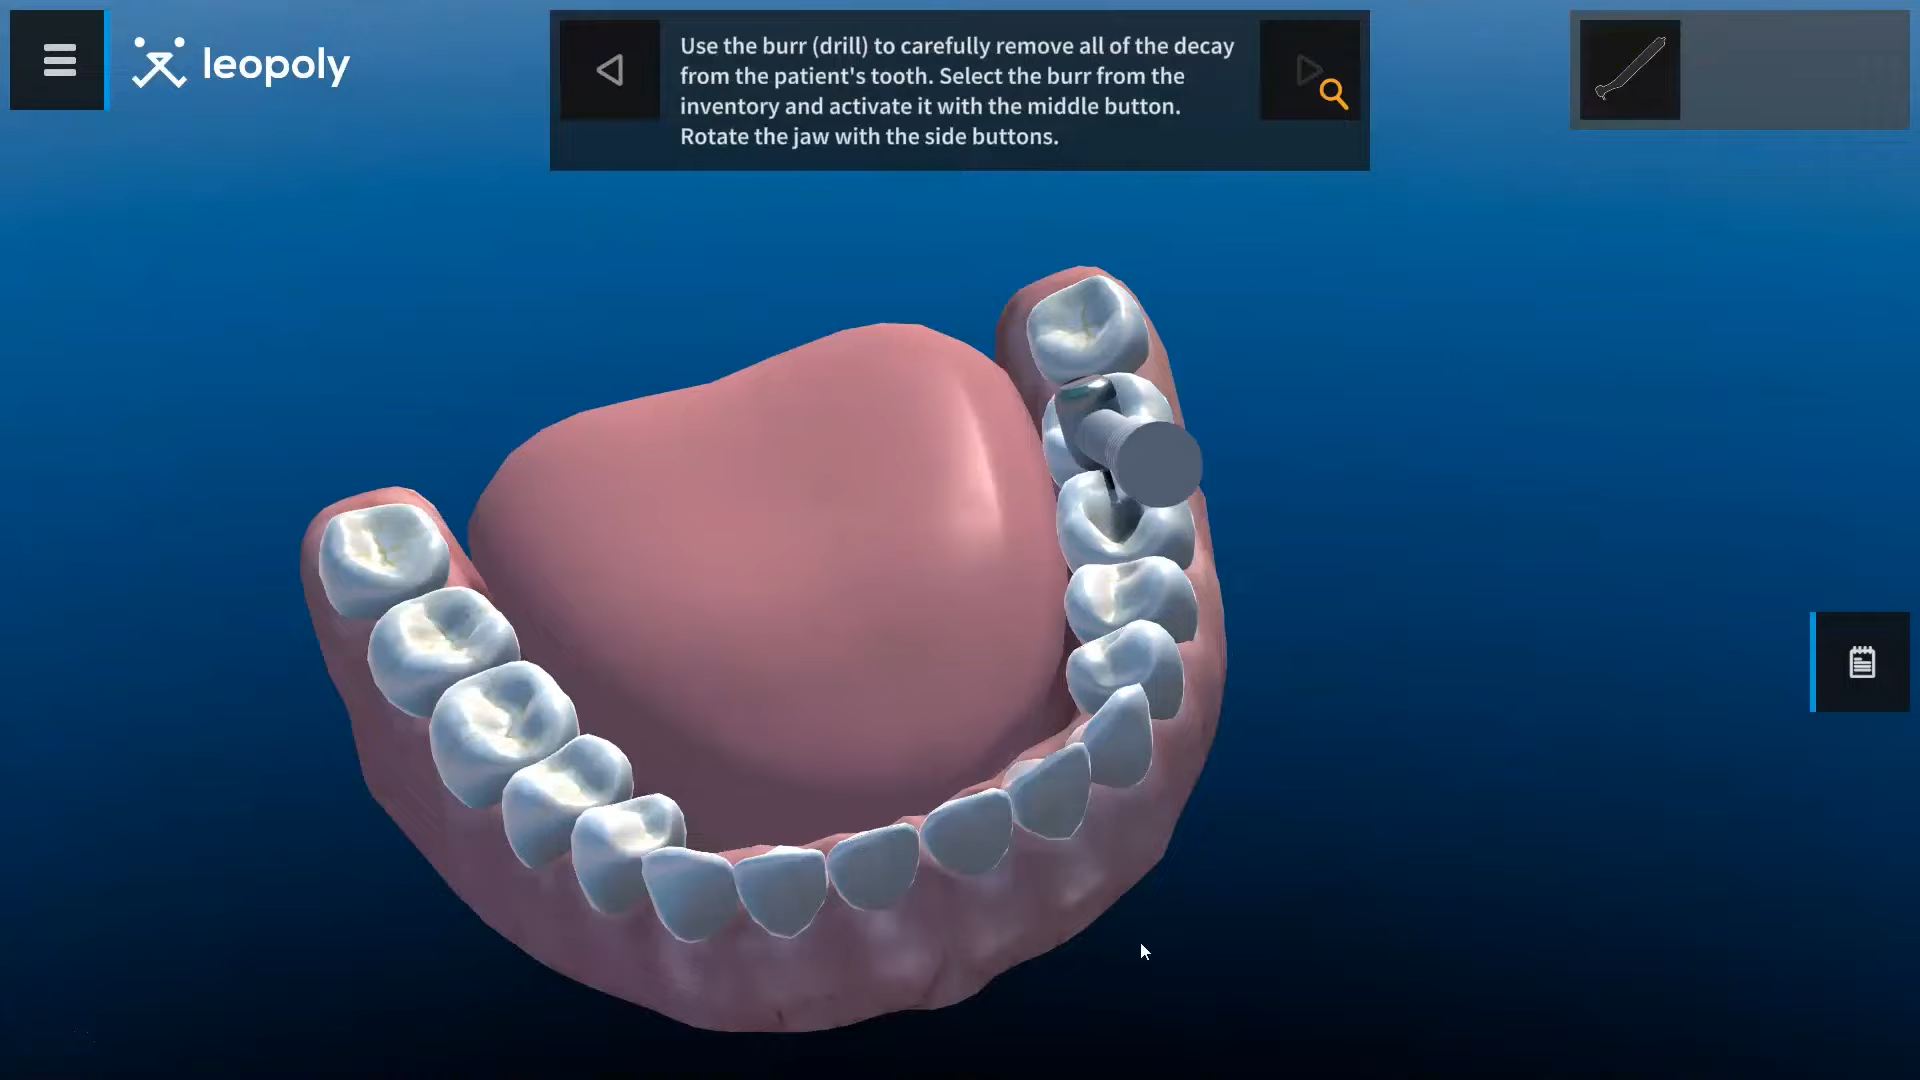 leopoly
Use the burr (drill) to carefully remove all of the decay
from the patient's tooth. Select the burr from the
inventory and activate it with the middle button.
Rotate the jaw with the side buttons.